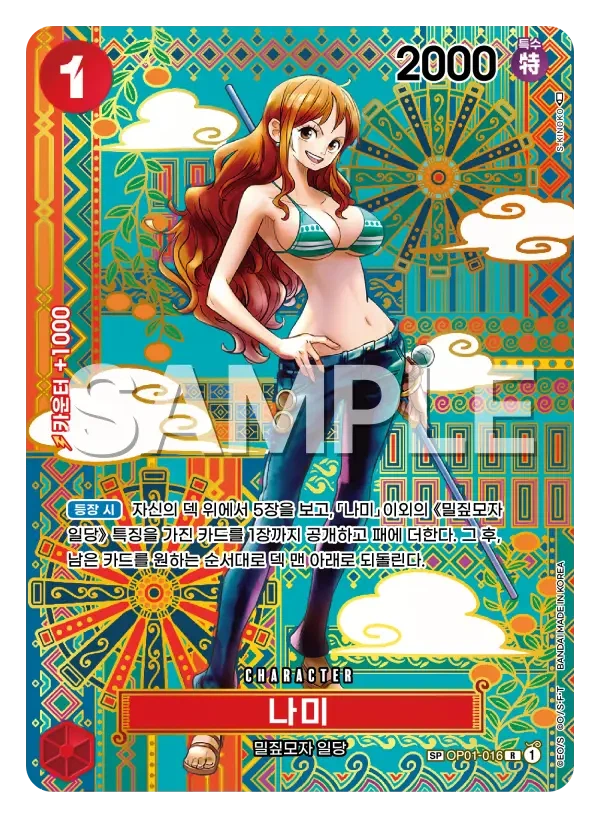 1
2000
특수
特
S-KINOKO
카운터 +1000
SAMPLE
등장 시 자신의 덱 위에서 5장을 보고, 「나미」 이외의 《밀짚모자
일당》 특징을 가진 카드를 1장까지 공개하고 패에 더한다. 그 후,
남은 카드를 원하는 순서대로 덱 맨 아래로 되돌린다.
CHARACTER
나미
밀짚모자 일당
SP OP01-016 R 1
©EO/S ©O/S·F·T BANDAI MADE IN KOREA